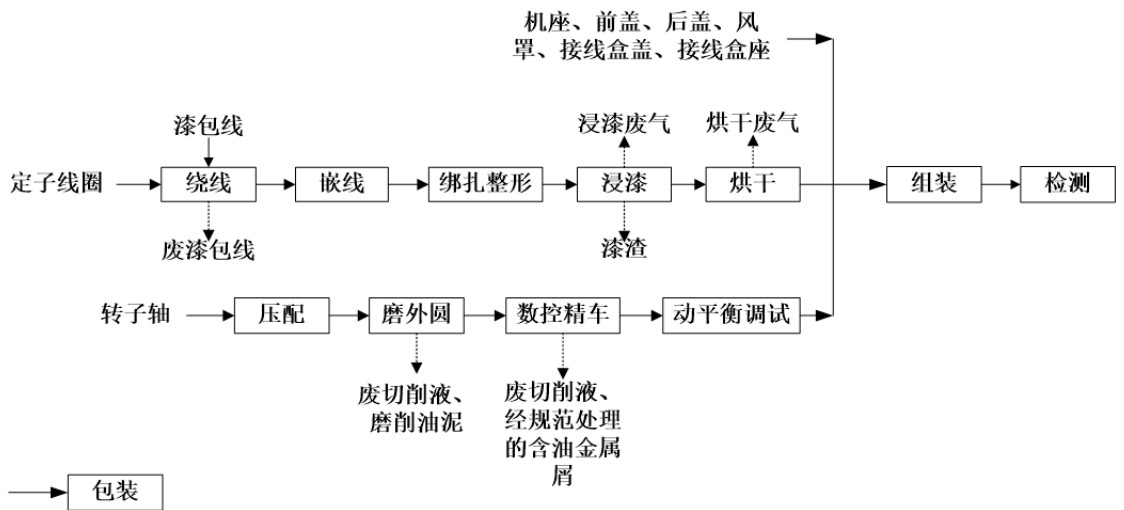 机座、前盖、后盖、风
罩、接线盒盖、接线盒座
漆包线
浸漆废气
烘干废气
定子线圈
绕线
嵌线
绑扎整形
浸漆
烘干
组装
检测
废漆包线
漆渣
转子轴
压配
磨外圆
数控精车
动平衡调试
废切削液、
磨削油泥
废切削液、
经规范处理
的含油金属
屑
包装